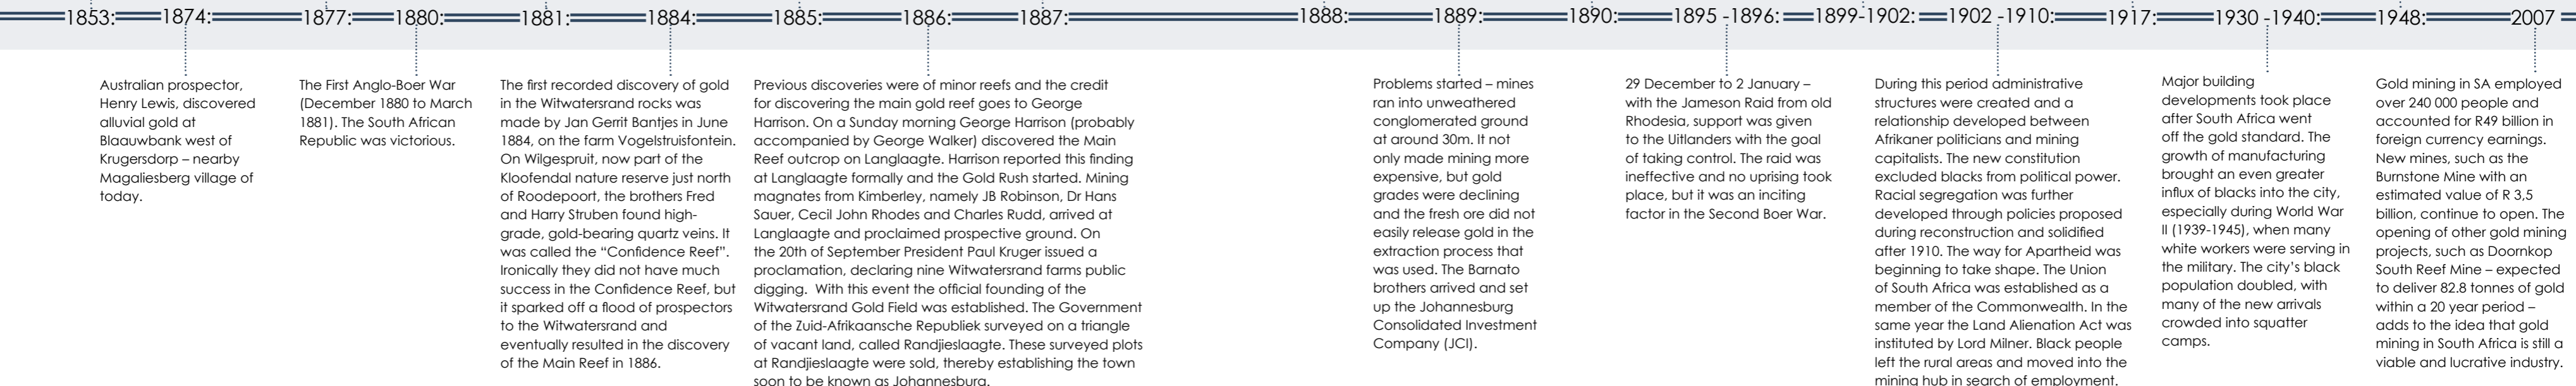 1853: 1874: 1877: 1880: 1881: 1884: 1885: 1886: 1887: 1888: 1889: 1890: 1895 -1896: 1899-1902: 1902 -1910: 1917: 1930 -1940: 1948: 2007
Australian prospector,
Henry Lewis, discovered
alluvial gold at
Blaauwbank west of
Krugersdorp – nearby
Magaliesberg village of
today.
The First Anglo-Boer War
(December 1880 to March
1881). The South African
Republic was victorious.
The first recorded discovery of gold
in the Witwatersrand rocks was
made by Jan Gerrit Bantjes in June
1884, on the farm Vogelstruisfontein.
On Wilgespruit, now part of the
Kloofendal nature reserve just north
of Roodepoort, the brothers Fred
and Harry Struben found high-
grade, gold-bearing quartz veins. It
was called the “Confidence Reef”.
Ironically they did not have much
success in the Confidence Reef, but
it sparked off a flood of prospectors
to the Witwatersrand and
eventually resulted in the discovery
of the Main Reef in 1886.
Previous discoveries were of minor reefs and the credit
for discovering the main gold reef goes to George
Harrison. On a Sunday morning George Harrison (probably
accompanied by George Walker) discovered the Main
Reef outcrop on Langlaagte. Harrison reported this finding
at Langlaagte formally and the Gold Rush started. Mining
magnates from Kimberley, namely JB Robinson, Dr Hans
Sauer, Cecil John Rhodes and Charles Rudd, arrived at
Langlaagte and proclaimed prospective ground. On
the 20th of September President Paul Kruger issued a
proclamation, declaring nine Witwatersrand farms public
digging.  With this event the official founding of the
Witwatersrand Gold Field was established. The Government
of the Zuid-Afrikaansche Republiek surveyed on a triangle
of vacant land, called Randjieslaagte. These surveyed plots
at Randjieslaagte were sold, thereby establishing the town
soon to be known as Johannesburg.
Problems started – mines
ran into unweathered
conglomerated ground
at around 30m. It not
only made mining more
expensive, but gold
grades were declining
and the fresh ore did not
easily release gold in the
extraction process that
was used. The Barnato
brothers arrived and set
up the Johannesburg
Consolidated Investment
Company (JCI).
29 December to 2 January –
with the Jameson Raid from old
Rhodesia, support was given
to the Uitlanders with the goal
of taking control. The raid was
ineffective and no uprising took
place, but it was an inciting
factor in the Second Boer War.
During this period administrative
structures were created and a
relationship developed between
Afrikaner politicians and mining
capitalists. The new constitution
excluded blacks from political power.
Racial segregation was further
developed through policies proposed
during reconstruction and solidified
after 1910. The way for Apartheid was
beginning to take shape. The Union
of South Africa was established as a
member of the Commonwealth. In the
same year the Land Alienation Act was
instituted by Lord Milner. Black people
left the rural areas and moved into the
mining hub in search of employment.
Major building
developments took place
after South Africa went
off the gold standard. The
growth of manufacturing
brought an even greater
influx of blacks into the city,
especially during World War
II (1939-1945), when many
white workers were serving in
the military. The city’s black
population doubled, with
many of the new arrivals
crowded into squatter
camps.
Gold mining in SA employed
over 240 000 people and
accounted for R49 billion in
foreign currency earnings.
New mines, such as the
Burnstone Mine with an
estimated value of R 3,5
billion, continue to open. The
opening of other gold mining
projects, such as Doornkop
South Reef Mine – expected
to deliver 82.8 tonnes of gold
within a 20 year period –
adds to the idea that gold
mining in South Africa is still a
viable and lucrative industry.